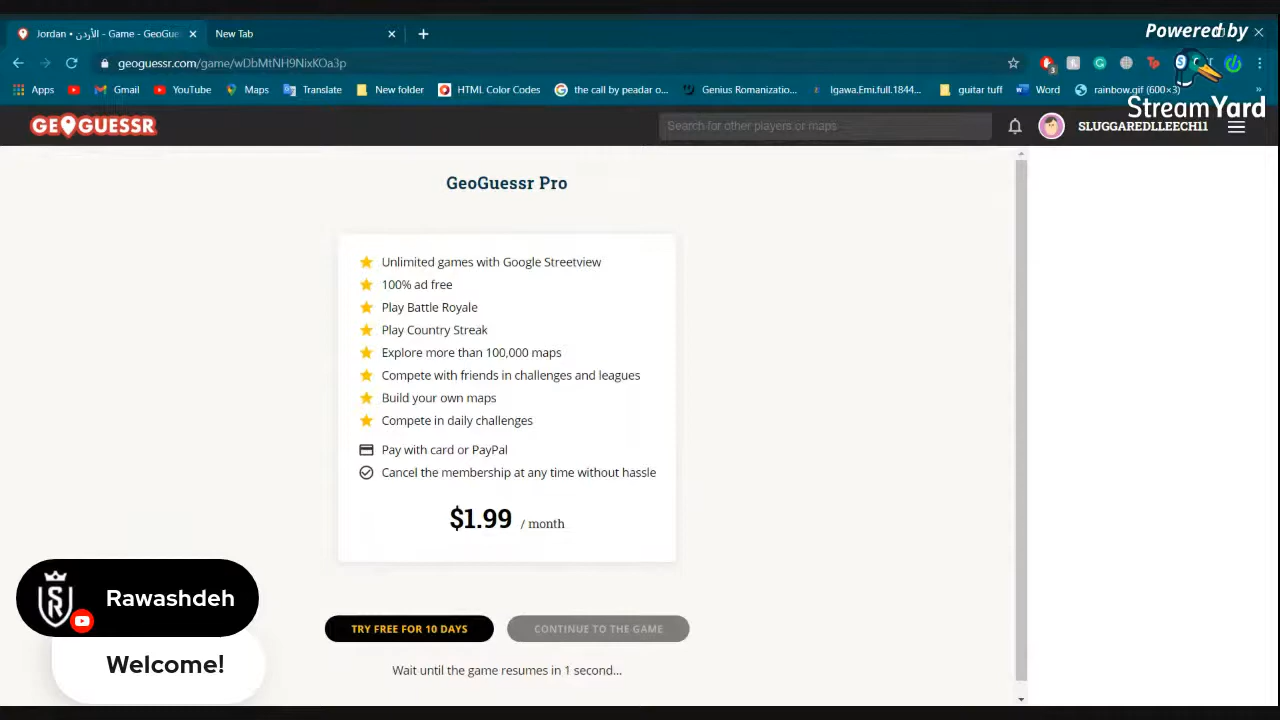 Jordan • الأردن - Game - GeoGue
New Tab
Powered by
geoguessr.com/game/wDbMtNH9NixKOa3p
Apps
Gmail
YouTube
Maps
Translate
New folder
HTML Color Codes
the call by peadar o...
Genius Romanizatio...
Igawa.Emi.full.1844...
guitar tuff
Word
rainbow.gif (600×3)
StreamYard
GEOGUESSR
Search for other players or maps
SLUGGAREDLLEECH11
GeoGuessr Pro
Unlimited games with Google Streetview
100% ad free
Play Battle Royale
Play Country Streak
Explore more than 100,000 maps
Compete with friends in challenges and leagues
Build your own maps
Compete in daily challenges
Pay with card or PayPal
Cancel the membership at any time without hassle
$1.99 / month
TRY FREE FOR 10 DAYS
CONTINUE TO THE GAME
Wait until the game resumes in 1 second...
Rawashdeh
Welcome!